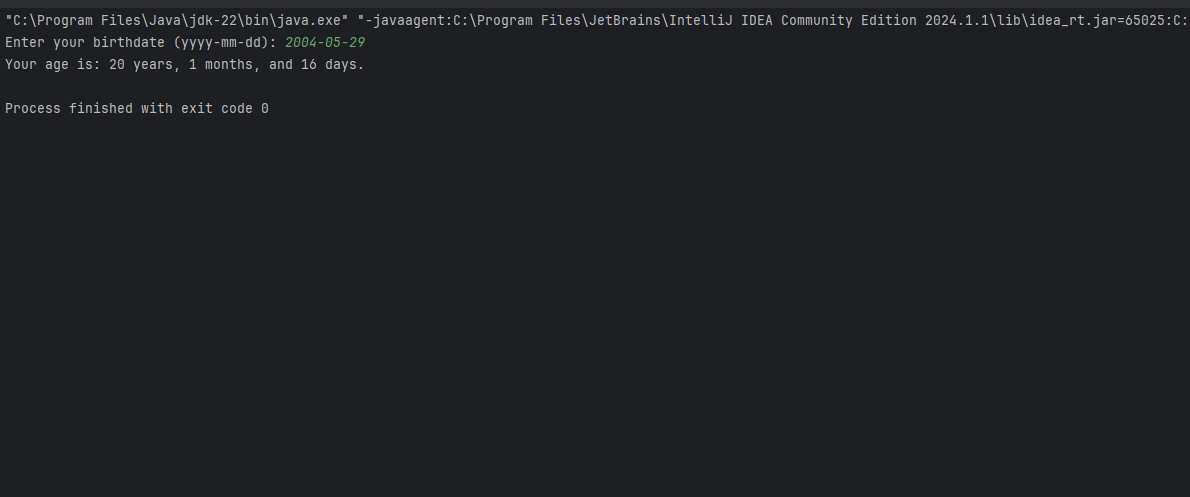 "C:\Program Files\Java\jdk-22\bin\java.exe" "-javaagent:C:\Program Files\JetBrains\IntelliJ IDEA Community Edition 2024.1.1\lib\idea_rt.jar=65025:C:
Enter your birthdate (yyyy-mm-dd): 2004-05-29
Your age is: 20 years, 1 months, and 16 days.
Process finished with exit code 0